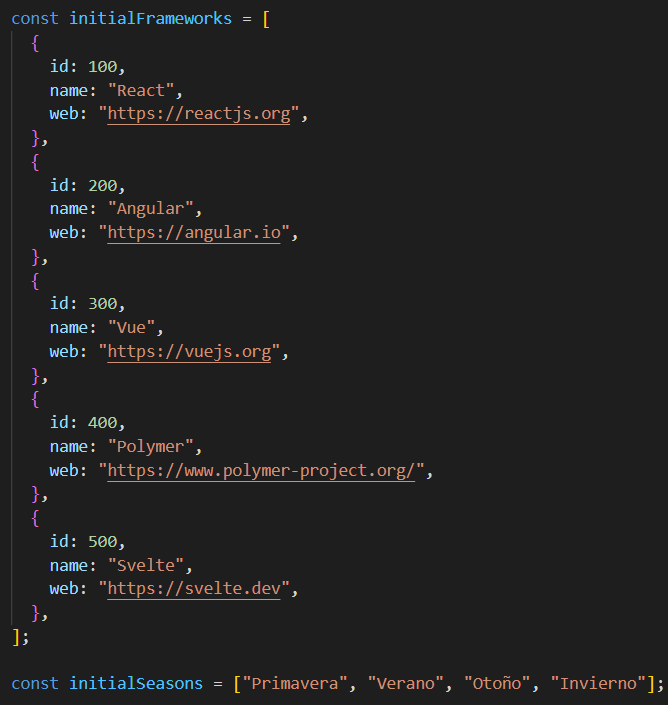 const initialFrameworks = [
  {
    id: 100,
    name: "React",
    web: "https://reactjs.org",
  },
  {
    id: 200,
    name: "Angular",
    web: "https://angular.io",
  },
  {
    id: 300,
    name: "Vue",
    web: "https://vuejs.org",
  },
  {
    id: 400,
    name: "Polymer",
    web: "https://www.polymer-project.org/",
  },
  {
    id: 500,
    name: "Svelte",
    web: "https://svelte.dev",
  },
];

const initialSeasons = ["Primavera", "Verano", "Otoño", "Invierno"];